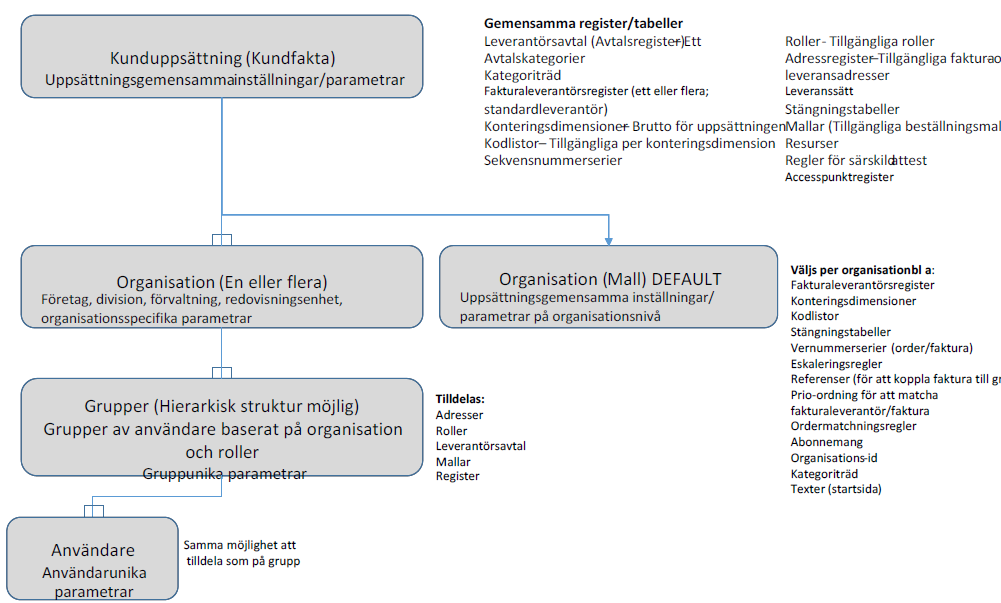 Kunduppsättning (Kundfakta)
Uppsättningsgemensammainställningar/parametrar
Gemensamma register/tabeller
Leverantörsavtal (Avtalsregister)–Ett
Avtalskategorier
Kategoriträd
Fakturaleverantörsregister (ett eller flera;
standardleverantör)
Konteringsdimensioner– Brutto för uppsättningen
Kodlistor– Tillgängliga per konteringsdimension
Sekvensnummerserier
Roller - Tillgängliga roller
Adressregister–Tillgängliga fakturao
leveransadresser
Leveranssätt
Stängningstabeller
Mallar (Tillgängliga beställningsmal
Resurser
Regler för särskild attest
Accesspunktregister
Organisation (En eller flera)
Företag, division, förvaltning, redovisningsenhet,
organisationsspecifika parametrar
Organisation (Mall) DEFAULT
Uppsättningsgemensamma inställningar/
parametrar på organisationsnivå
Väljs per organisation bl a:
Fakturaleverantörsregister
Konteringsdimensioner
Kodlistor
Stängningstabeller
Vernummerserier (order/faktura)
Eskaleringsregler
Referenser (för att koppla faktura till gr
Prio-ordning för att matcha
fakturaleverantör/faktura
Ordermatchningsregler
Abonnemang
Organisations-id
Kategoriträd
Texter (startsida)
Grupper (Hierarkisk struktur möjlig)
Grupper av användare baserat på organisation
och roller
Gruppunika parametrar
Tilldelas:
Adresser
Roller
Leverantörsavtal
Mallar
Register
Användare
Användarunika
parametrar
Samma möjlighet att
tilldela som på grupp